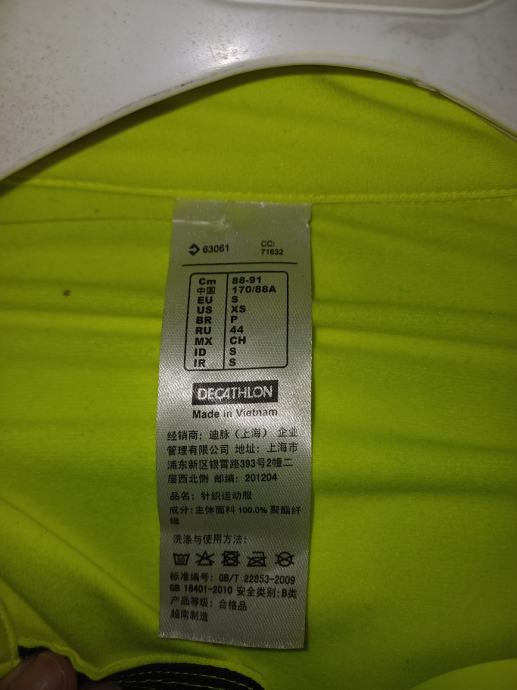 63061
CC:
71632
Cm 88-91
中国 170/88A
EU S
US XS
BR P
RU 44
MX CH
ID S
IR S
DECATHLON
Made in Vietnam
经销商：迪脉（上海）企业
管理有限公司 地址：上海市
浦东新区银霄路393号2幢二
层西北侧 邮编：201204
品名：针织运动服
成分：主体面料 100.0% 聚酯纤
维
洗涤与使用方法：
标准编号：GB/T 22853-2009
GB 18401-2010 安全类别：B类
产品等级：合格品
越南制造